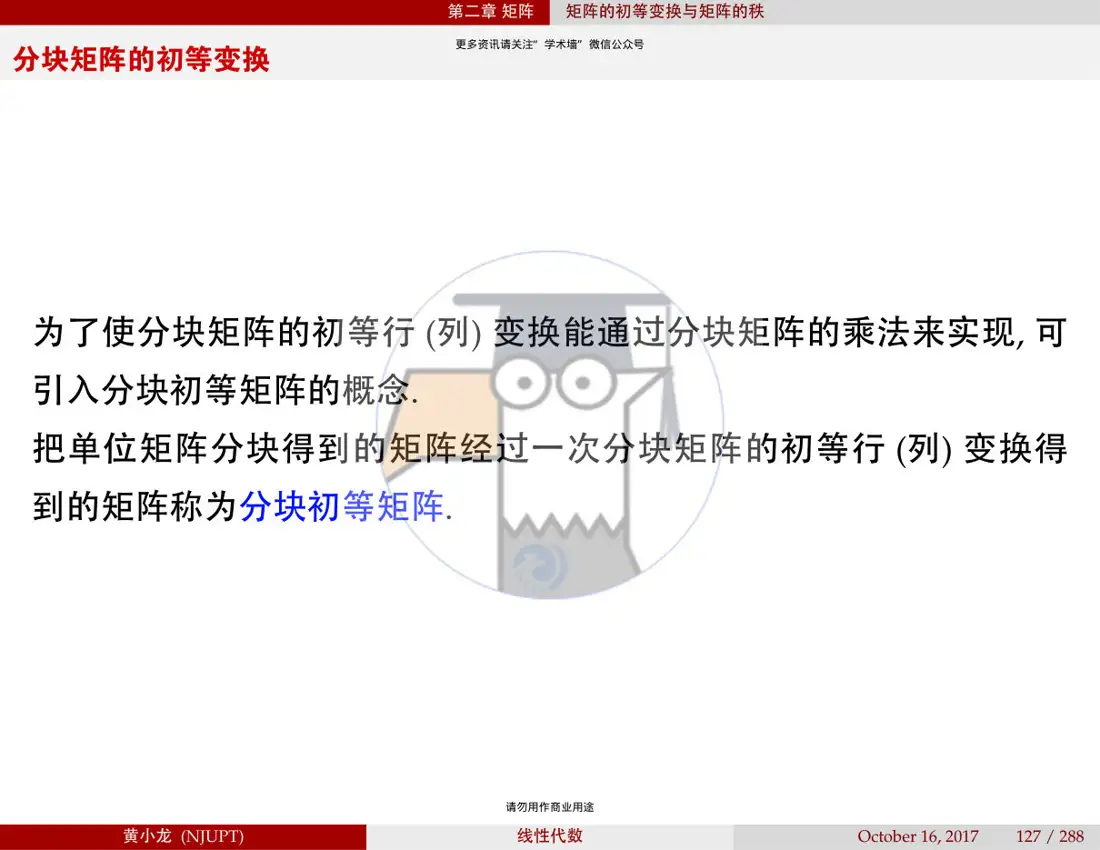 第二章 矩阵 矩阵的初等变换与矩阵的秩
更多资讯请关注“学术墙”微信公众号
分块矩阵的初等变换
为了使分块矩阵的初等行 (列) 变换能通过分块矩阵的乘法来实现, 可
引入分块初等矩阵的概念.
把单位矩阵分块得到的矩阵经过一次分块矩阵的初等行 (列) 变换得
到的矩阵称为分块初等矩阵.
请勿用作商业用途
黄小龙 (NJUPT) 线性代数 October 16, 2017 127 / 288